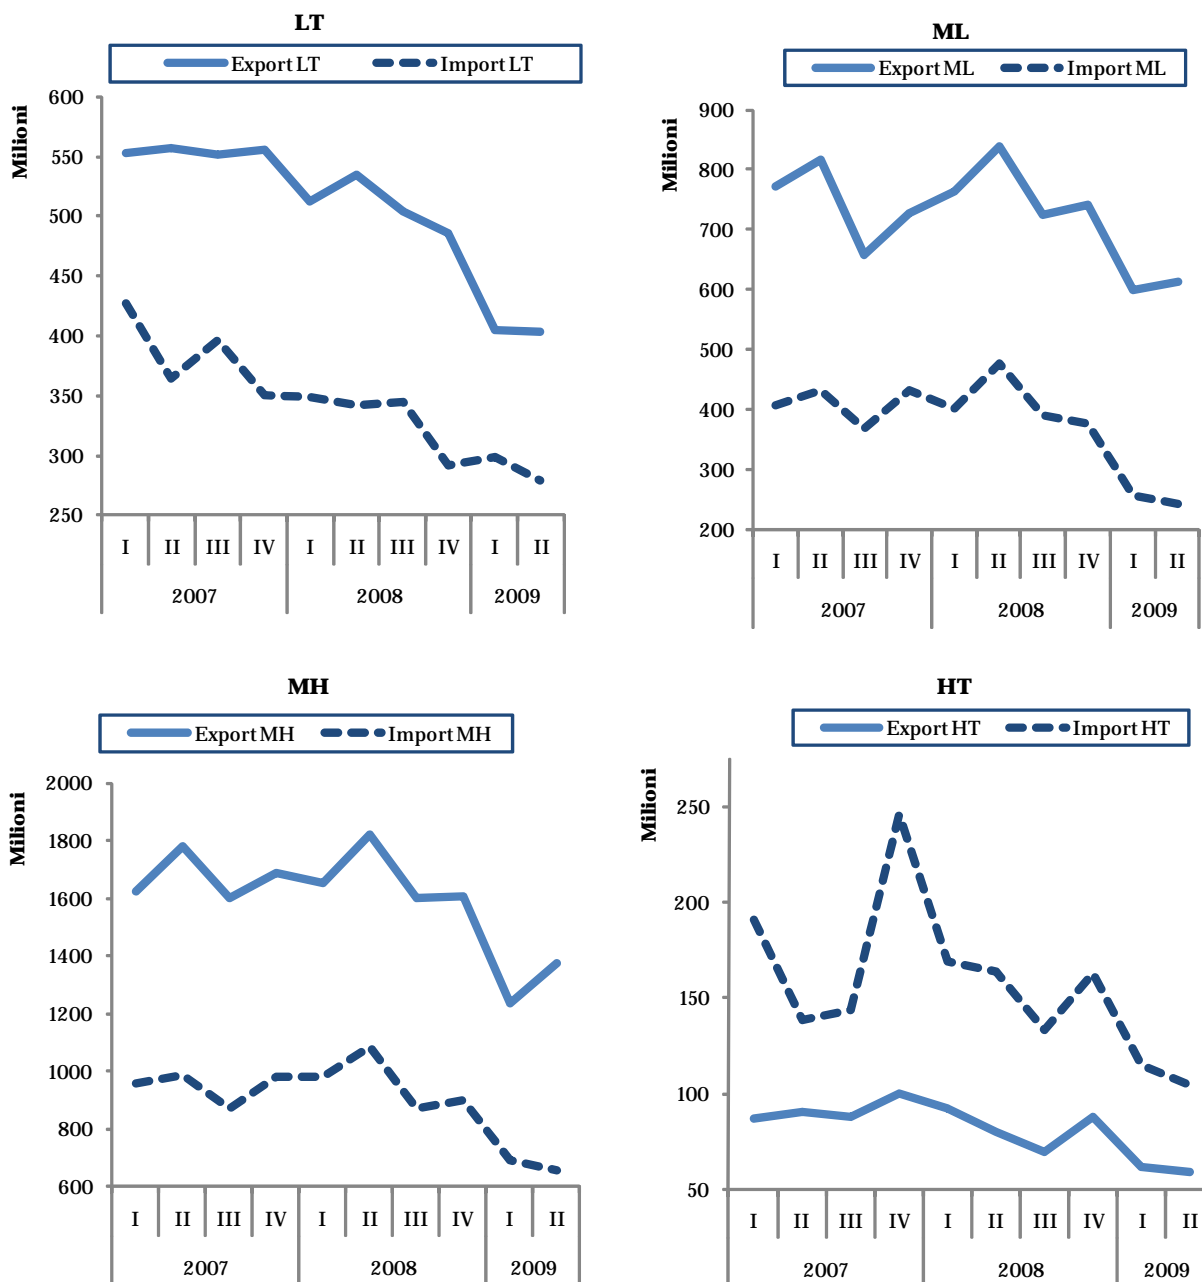 LT
Export LT Import LT
Milioni
600
550
500
450
400
350
300
250
I II III IV I II III IV I II
2007 2008 2009
ML
Export ML Import ML
Milioni
900
800
700
600
500
400
300
200
I II III IV I II III IV I II
2007 2008 2009
MH
Export MH Import MH
Milioni
2000
1800
1600
1400
1200
1000
800
600
I II III IV I II III IV I II
2007 2008 2009
HT
Export HT Import HT
Milioni
250
200
150
100
50
I II III IV I II III IV I II
2007 2008 2009